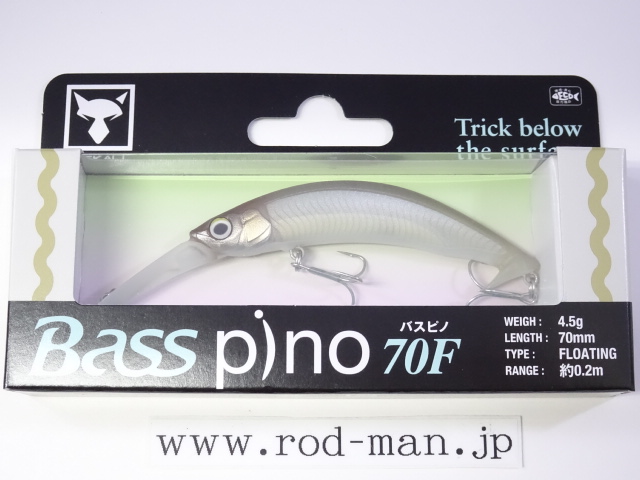 Trick below
the surface
Bass pino 70F
バスピノ
WEIGH : 4.5g
LENGTH : 70mm
TYPE : FLOATING
RANGE : 約0.2m
www.rod-man.jp